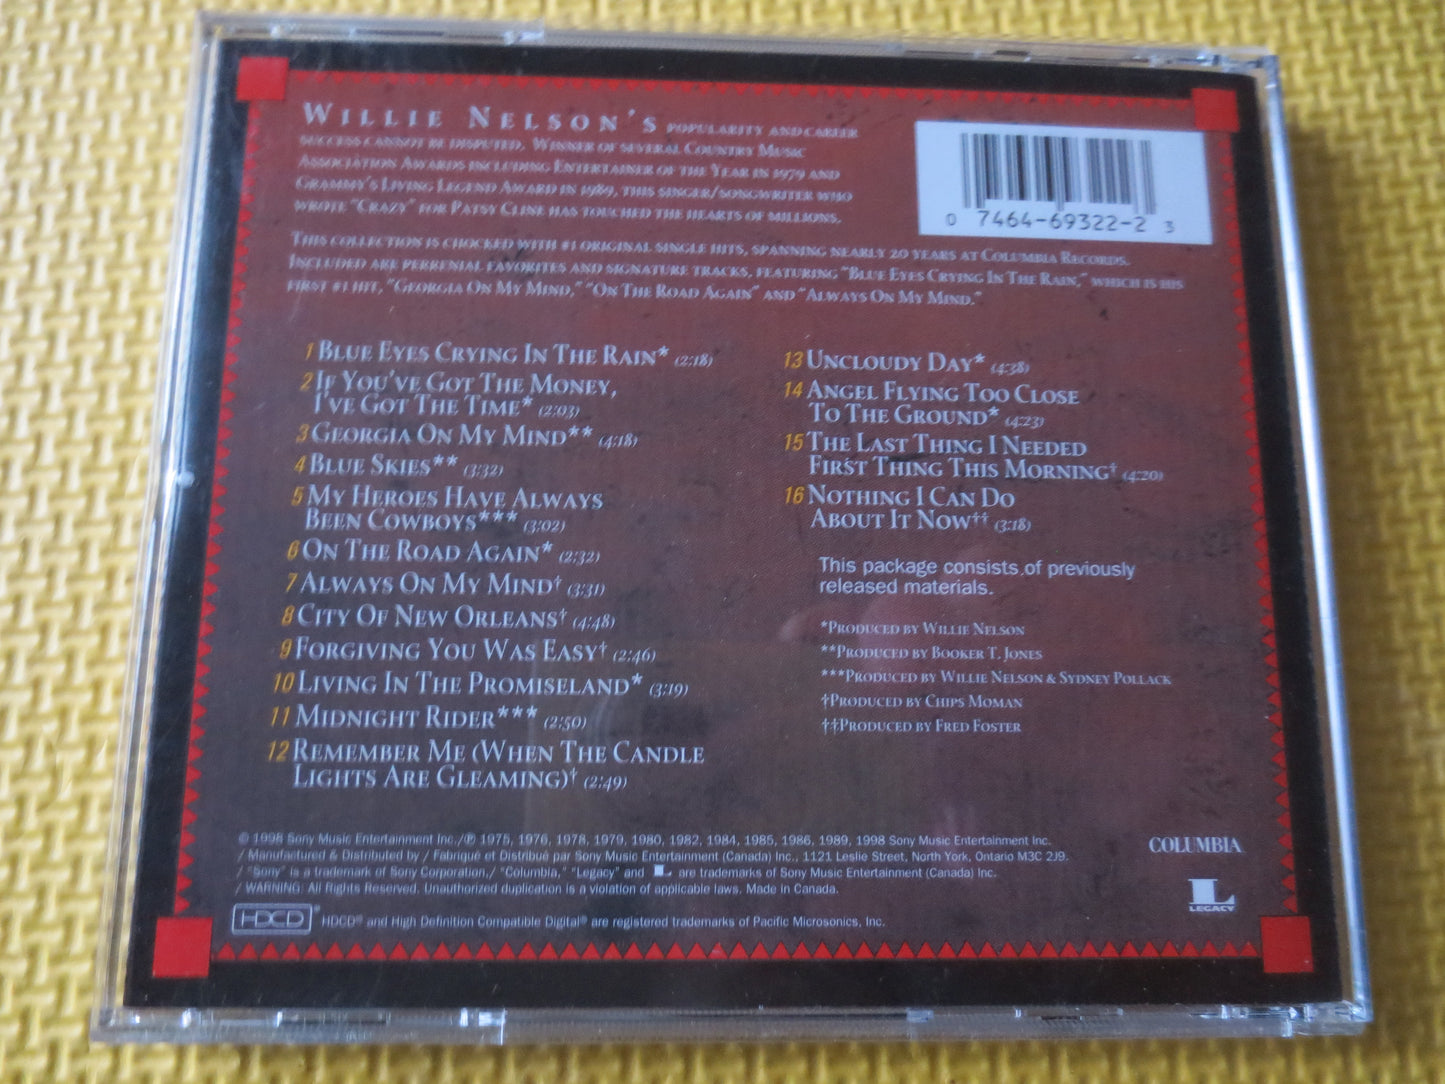 WILLIE NELSON'S POPULARITY AND CAREER
SUCCESS CANNOT BE DISPUTED. WINNER OF SEVERAL COUNTRY MUSIC
ASSOCIATION AWARDS INCLUDING ENTERTAINER OF THE YEAR IN 1979 AND
GRAMMY'S LIVING LEGEND AWARD IN 1989, THIS SINGER/SONGWRITER WHO
WROTE "CRAZY" FOR PATSY CLINE HAS TOUCHED THE HEARTS OF MILLIONS.
THIS COLLECTION IS CHOCKED WITH #1 ORIGINAL SINGLE HITS, SPANNING NEARLY 20 YEARS AT COLUMBIA RECORDS.
INCLUDED ARE PERRENIAL FAVORITES AND SIGNATURE TRACKS, FEATURING "BLUE EYES CRYING IN THE RAIN," WHICH IS HIS
FIRST #1 HIT, "GEORGIA ON MY MIND," "ON THE ROAD AGAIN" AND "ALWAYS ON MY MIND."
0 7464-69322-2 3
1 BLUE EYES CRYING IN THE RAIN* (2:18)
2 IF YOU'VE GOT THE MONEY,
I'VE GOT THE TIME* (2:03)
3 GEORGIA ON MY MIND** (4:18)
4 BLUE SKIES** (3:32)
5 MY HEROES HAVE ALWAYS
BEEN COWBOYS*** (3:02)
6 ON THE ROAD AGAIN* (2:32)
7 ALWAYS ON MY MIND† (3:31)
8 CITY OF NEW ORLEANS† (4:48)
9 FORGIVING YOU WAS EASY† (2:46)
10 LIVING IN THE PROMISELAND* (3:19)
11 MIDNIGHT RIDER*** (2:50)
12 REMEMBER ME (WHEN THE CANDLE
LIGHTS ARE GLEAMING)† (2:49)
13 UNCLOUDY DAY* (4:38)
14 ANGEL FLYING TOO CLOSE
TO THE GROUND* (4:23)
15 THE LAST THING I NEEDED
FIRST THING THIS MORNING† (4:20)
16 NOTHING I CAN DO
ABOUT IT NOW†† (3:18)
This package consists of previously
released materials.
*PRODUCED BY WILLIE NELSON
**PRODUCED BY BOOKER T. JONES
***PRODUCED BY WILLIE NELSON & SYDNEY POLLACK
†PRODUCED BY CHIPS MOMAN
††PRODUCED BY FRED FOSTER
© 1998 Sony Music Entertainment Inc./℗ 1975, 1976, 1978, 1979, 1980, 1982, 1984, 1985, 1986, 1989, 1998 Sony Music Entertainment Inc.
/ Manufactured & Distributed by / Fabriqué et Distribué par Sony Music Entertainment (Canada) Inc., 1121 Leslie Street, North York, Ontario M3C 2J9.
/ "Sony" is a trademark of Sony Corporation./ "Columbia," "Legacy" and L are trademarks of Sony Music Entertainment (Canada) Inc.
/ WARNING: All Rights Reserved. Unauthorized duplication is a violation of applicable laws. Made in Canada.
HDCD® HDCD® and High Definition Compatible Digital® are registered trademarks of Pacific Microsonics, Inc.
COLUMBIA
L
LEGACY